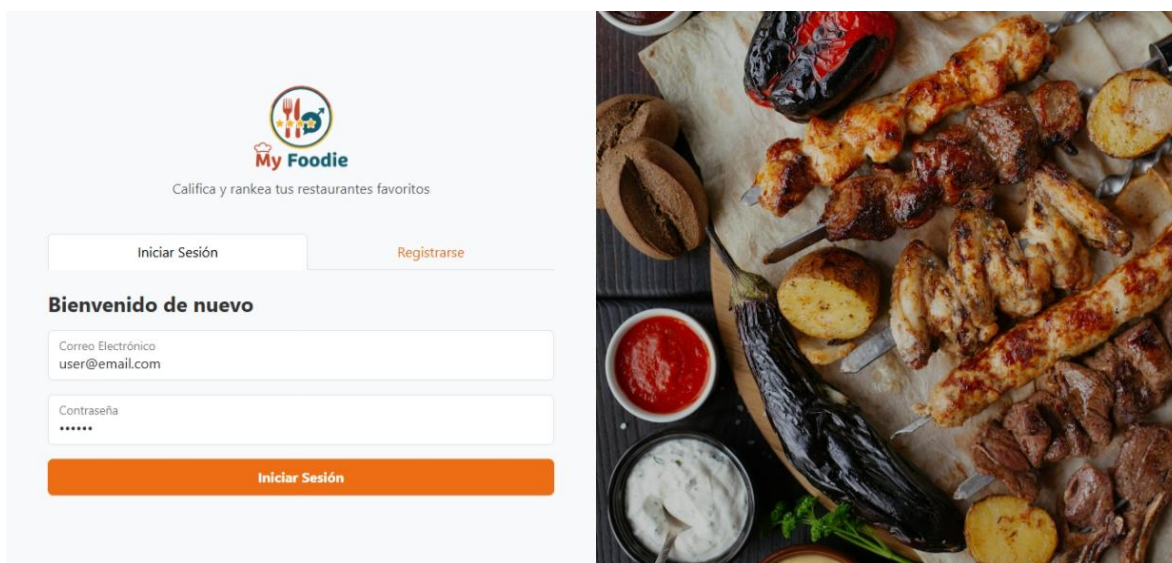 My Foodie
Califica y rankea tus restaurantes favoritos
Iniciar Sesión
Registrarse
Bienvenido de nuevo
Correo Electrónico
user@email.com
Contraseña
••••••
Iniciar Sesión